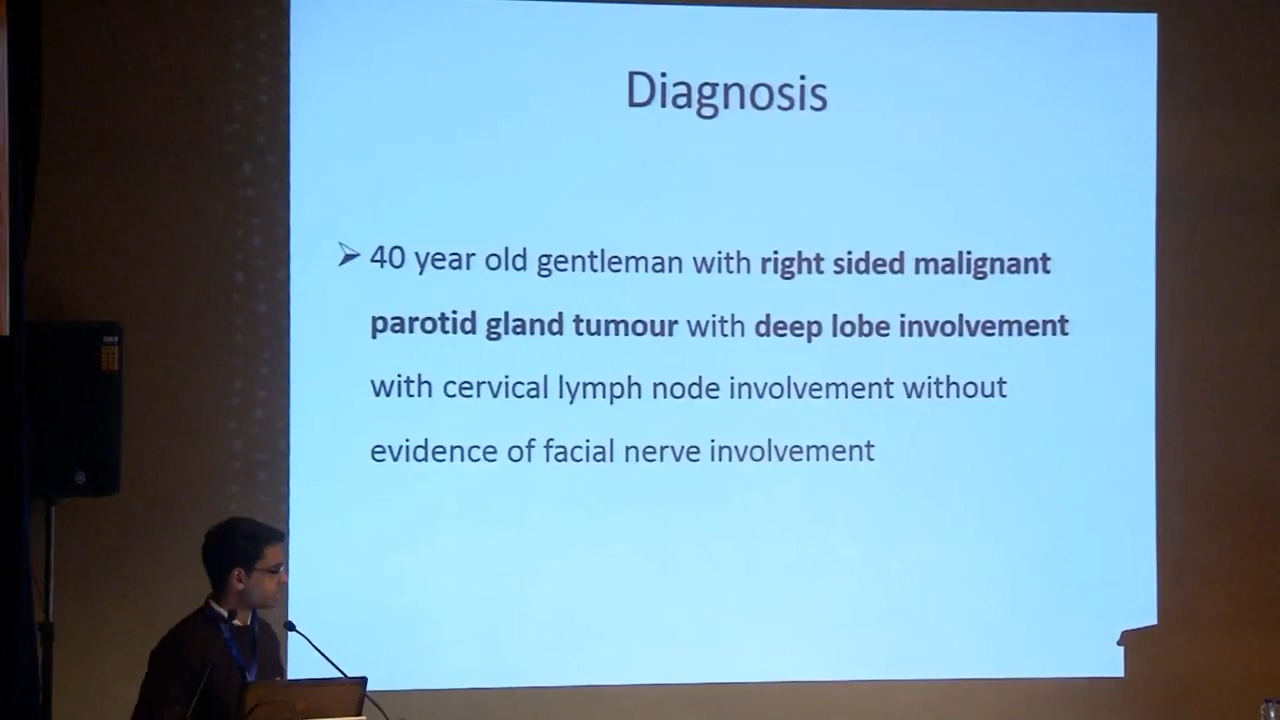 Diagnosis
40 year old gentleman with right sided malignant
parotid gland tumour with deep lobe involvement
with cervical lymph node involvement without
evidence of facial nerve involvement